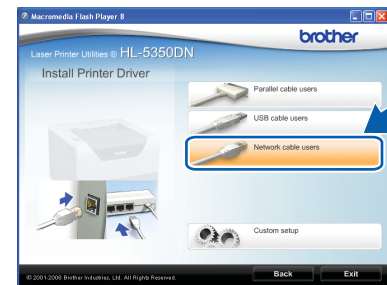 Macromedia Flash Player 8
brother
Laser Printer Utilities ® HL-5350DN
Install Printer Driver
Parallel cable users
USB cable users
Network cable users
Custom setup
© 2001-2008 Brother Industries, Ltd. All Rights Reserved.
Back
Exit